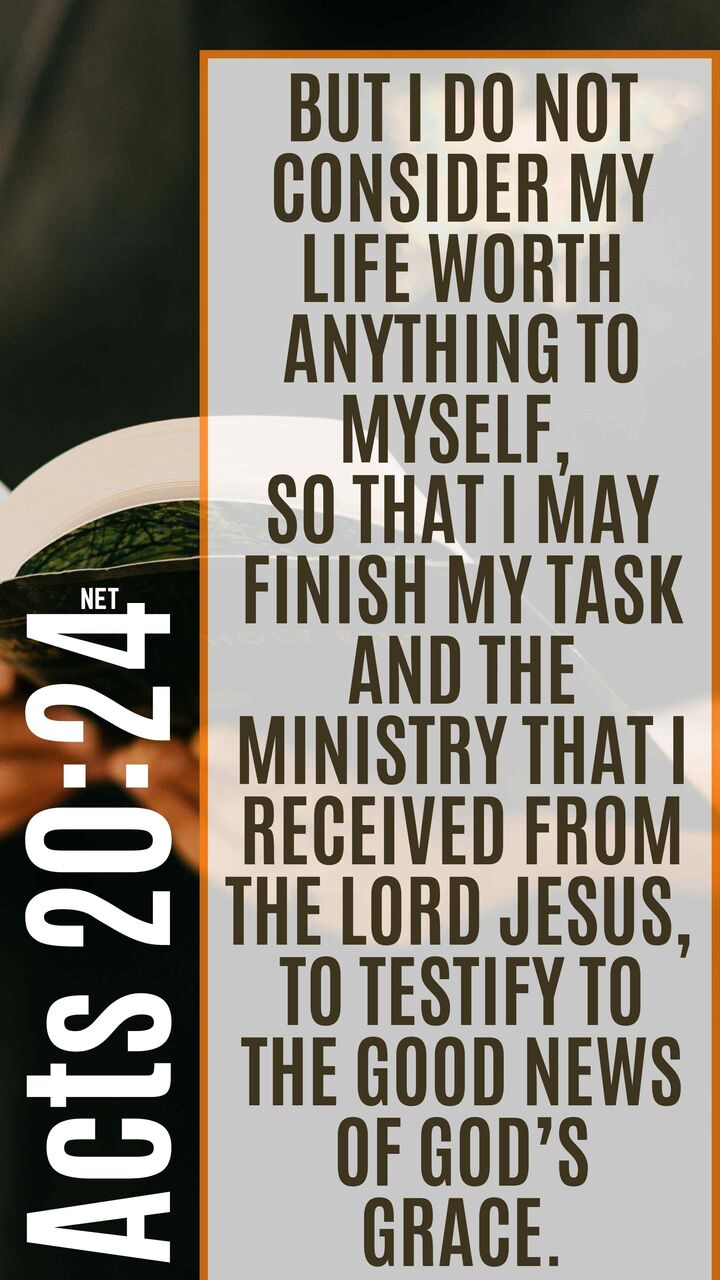 BUT I DO NOT
CONSIDER MY
LIFE WORTH
ANYTHING TO
MYSELF,
SO THAT I MAY
FINISH MY TASK
AND THE
MINISTRY THAT I
RECEIVED FROM
THE LORD JESUS,
TO TESTIFY TO
THE GOOD NEWS
OF GOD’S
GRACE.
Acts 20:24
NET